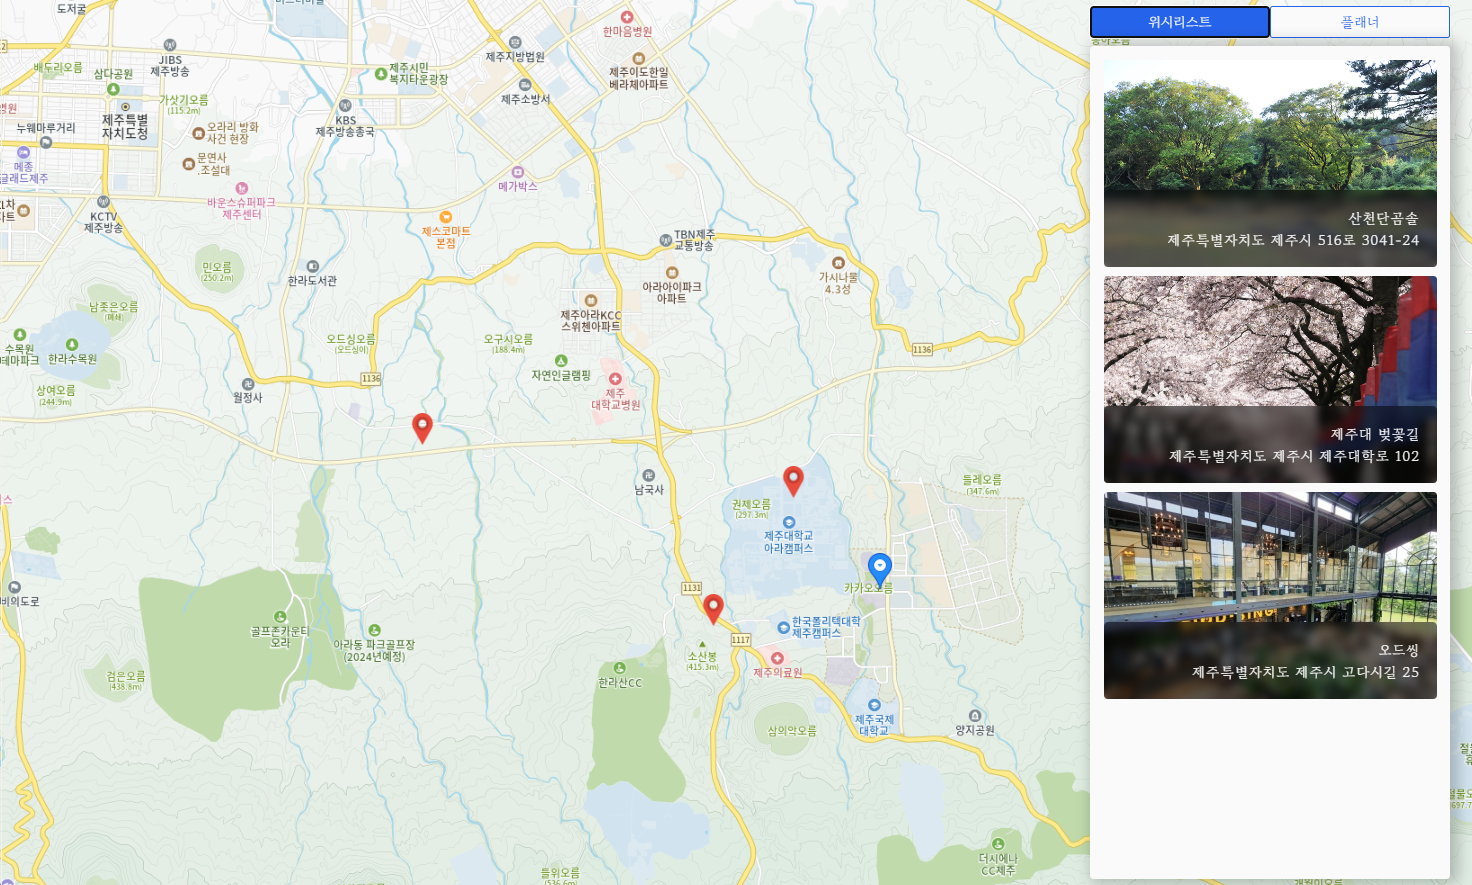 도저굴
JIBS
제주방송
배두리오름
삼다공원
가삿기오름
(115.2m)
제주특별
자치도청
누웨마루거리
메종
글래드제주
오라리 방화
사건 현장
문연사
조설대
KCTV
제주방송
바운스슈퍼파크
제주센터
제주시민
복지타운광장
KBS
제주방송총국
한마음병원
제주지방법원
제주소방서
제주이도한일
베라체아파트
메가박스
제스코마트
본점
TBN제주
교통방송
한라도서관
민오름
(250.2m)
남좃은오름
(폐쇄)
수목원
테마파크
한라수목원
상여오름
(244.9m)
월정사
오드싱오름
(오드싱이)
1136
오구시오름
(188.4m)
자연인글램핑
제주아라KCC
스위첸아파트
아라아이파크
아파트
가시나물
4.3성
1136
제주
대학교병원
남국사
권제오름
(297.3m)
제주대학교
아라캠퍼스
들레오름
(347.6m)
카카오오름
1131
1117
한국폴리텍대학
제주캠퍼스
소산봉
(415.3m)
제주의료원
한라산CC
골프존카운티
오라
아라동 파크골프장
(2024년예정)
검은오름
(438.8m)
삼의악오름
제주국제
대학교
양지공원
들위오름
(536.6m)
더시에나
CC제주
위시리스트
플래너
산천단곰솔
제주특별자치도 제주시 516로 3041-24
제주대 벚꽃길
제주특별자치도 제주시 제주대학로 102
오드씽
제주특별자치도 제주시 고다시길 25